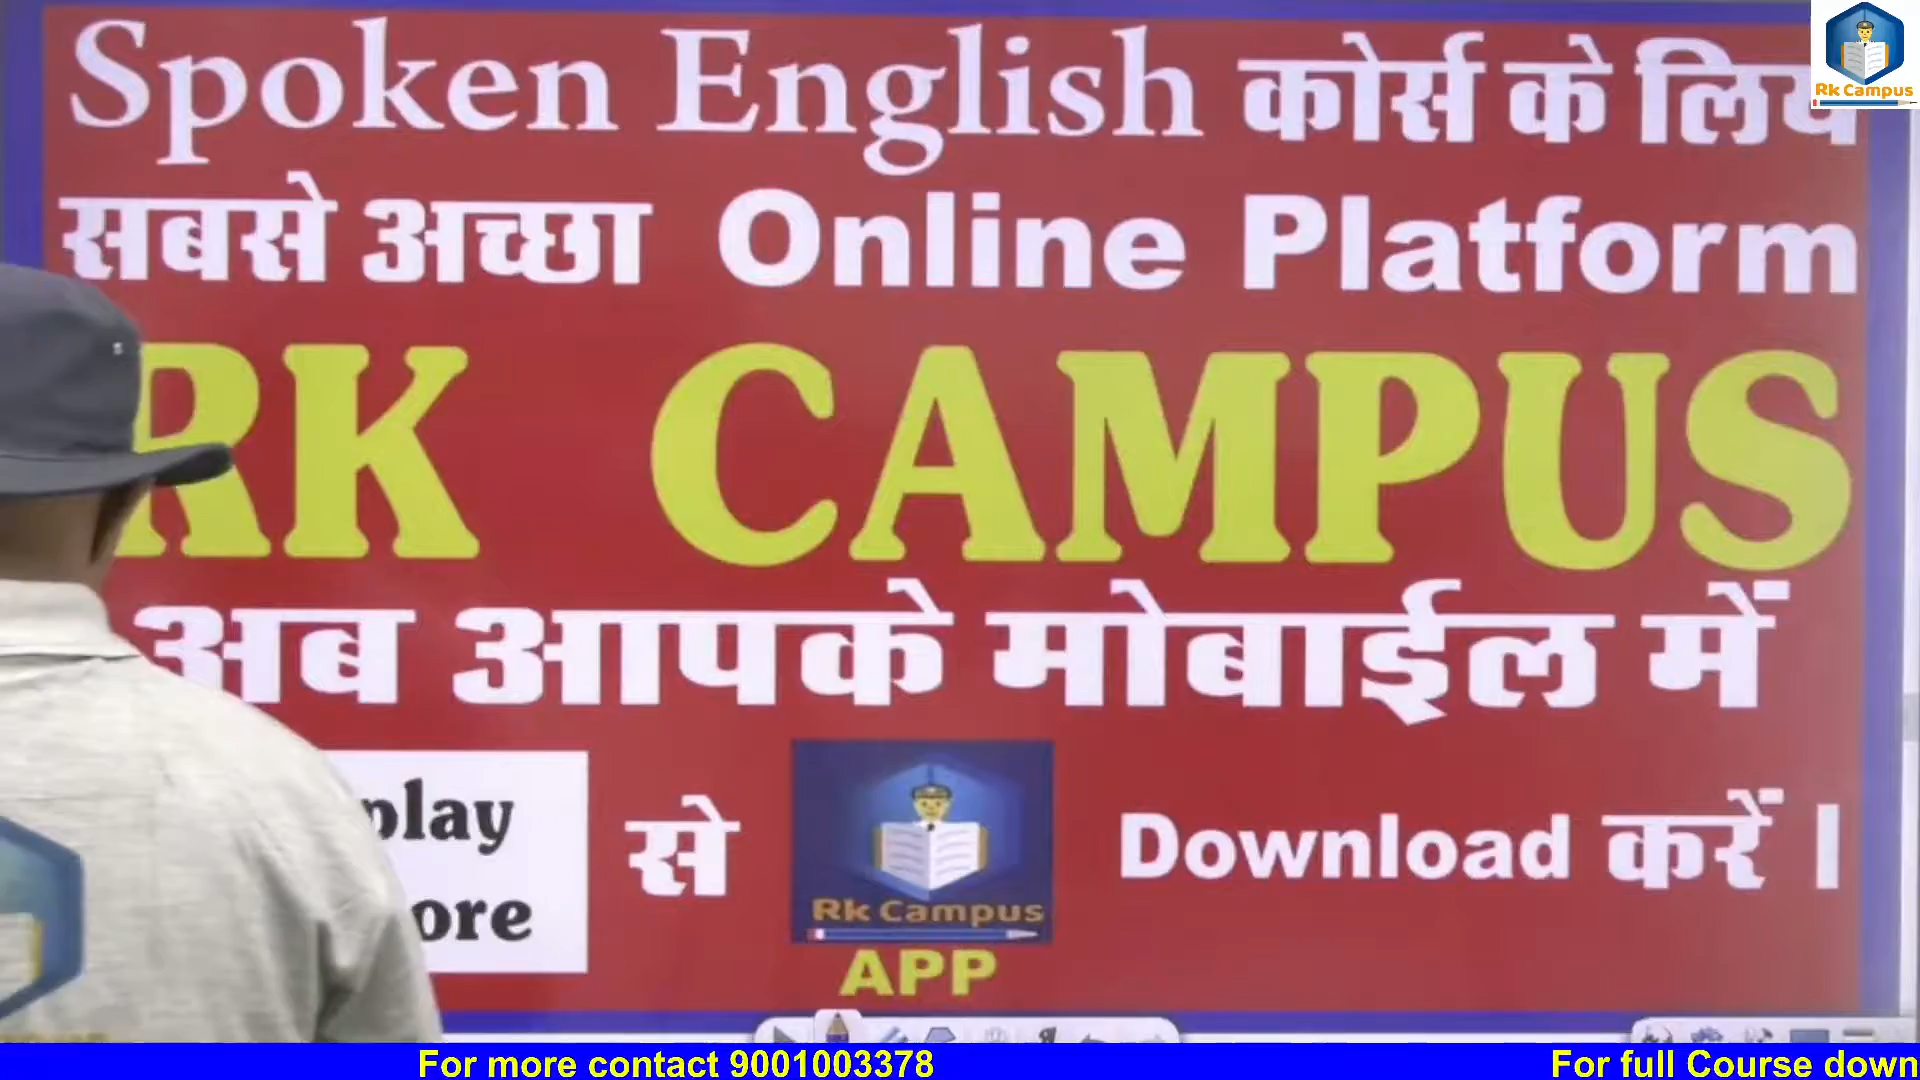 Spoken English कोर्स के लिय
Rk Campus
सबसे अच्छा Online Platform
RK CAMPUS
अब आपके मोबाईल में
play
ore
से
Rk Campus
APP
Download करें ।
For more contact 9001003378
For full Course down